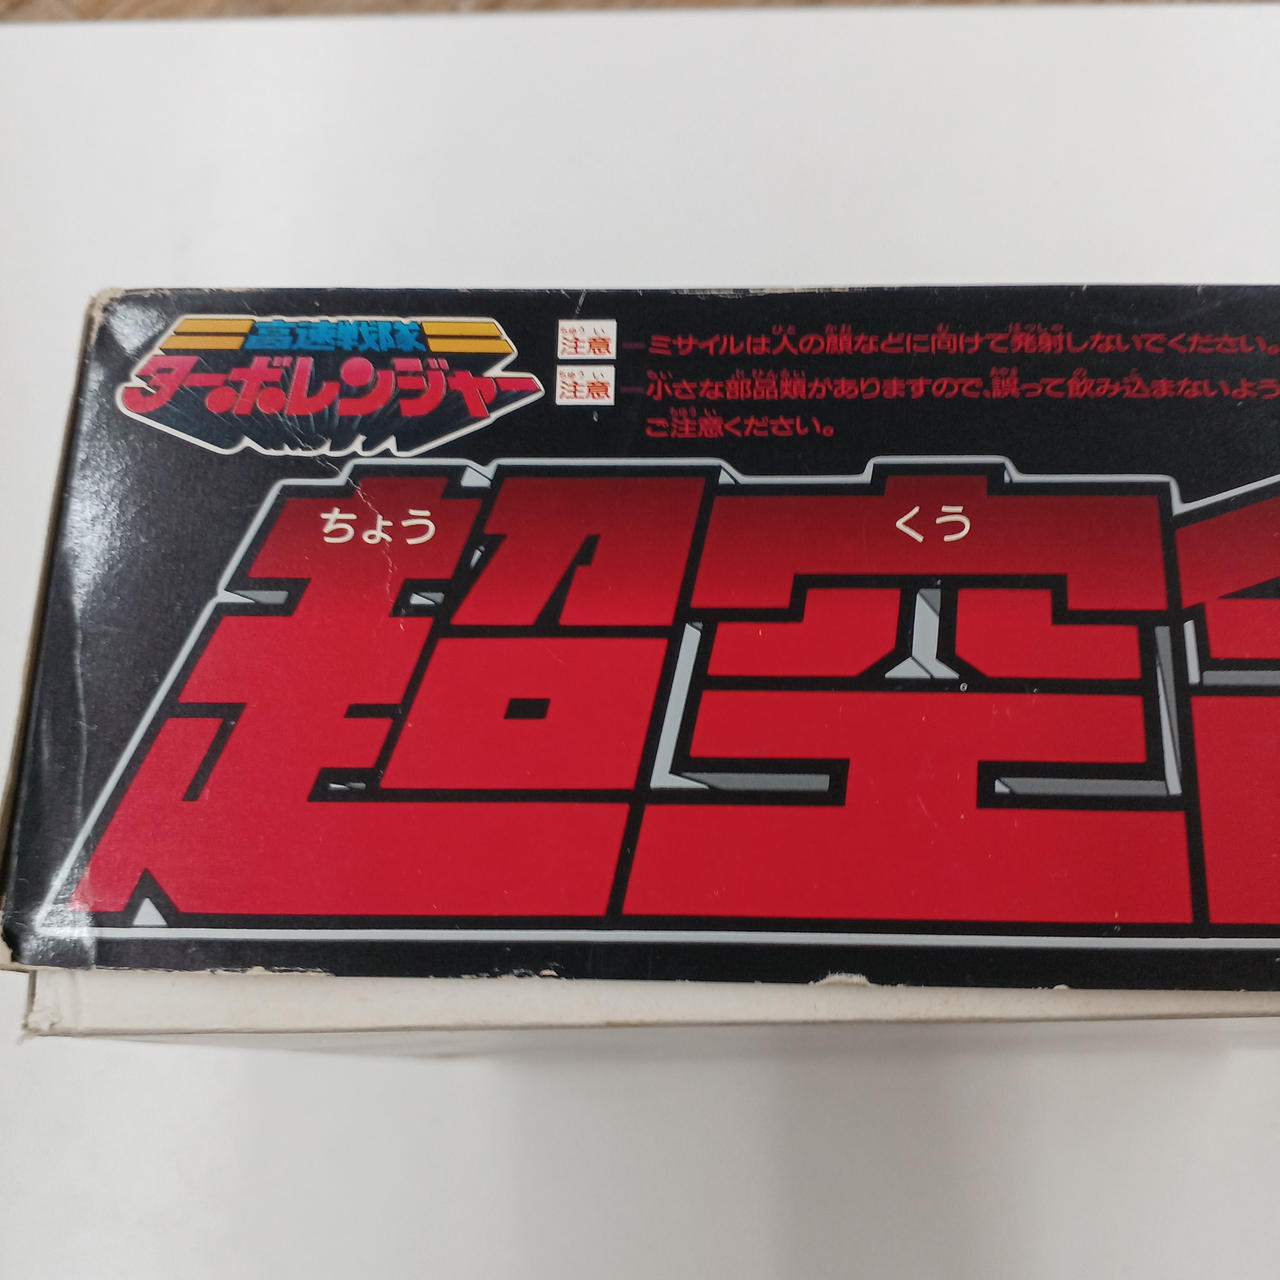 高速戦隊
ターボレンジャー
注意 ーミサイルは人の顔などに向けて発射しないでください。
注意 ー小さな部品類がありますので、誤って飲み込まないよう
ご注意ください。
ちょう くう
超空